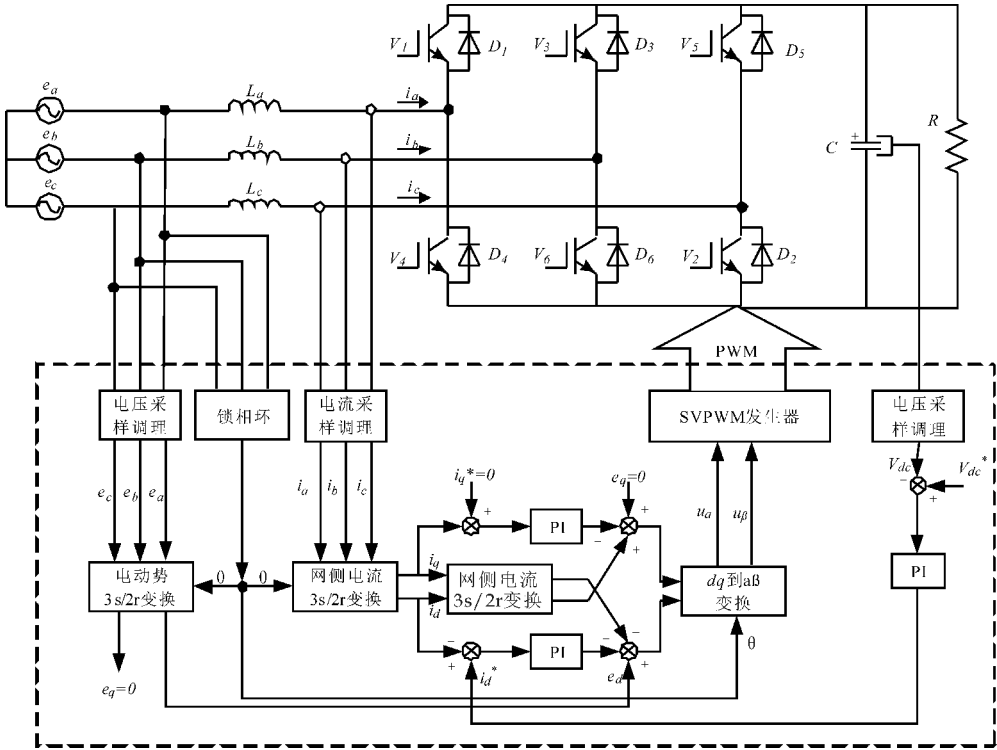 V1
D1
V3
D3
V5
D5
ea
La
ia
eb
Lb
ib
ec
Lc
ic
C
+
R
V4
D4
V6
D6
V2
D2
PWM
电压采
样调理
锁相环
电流采
样调理
SVPWM发生器
电压采
样调理
ec
eb
ea
ia
ib
ic
iq*=0
eq=0
ua
uβ
Vdc
Vdc*
-
+
+
PI
-
+
+
PI
电动势
3s/2r变换
θ
θ
网侧电流
3s/2r变换
iq
id
网侧电流
3s/2r变换
dq到aß
变换
-
+
PI
-
-
+
θ
eq=0
id*
ed